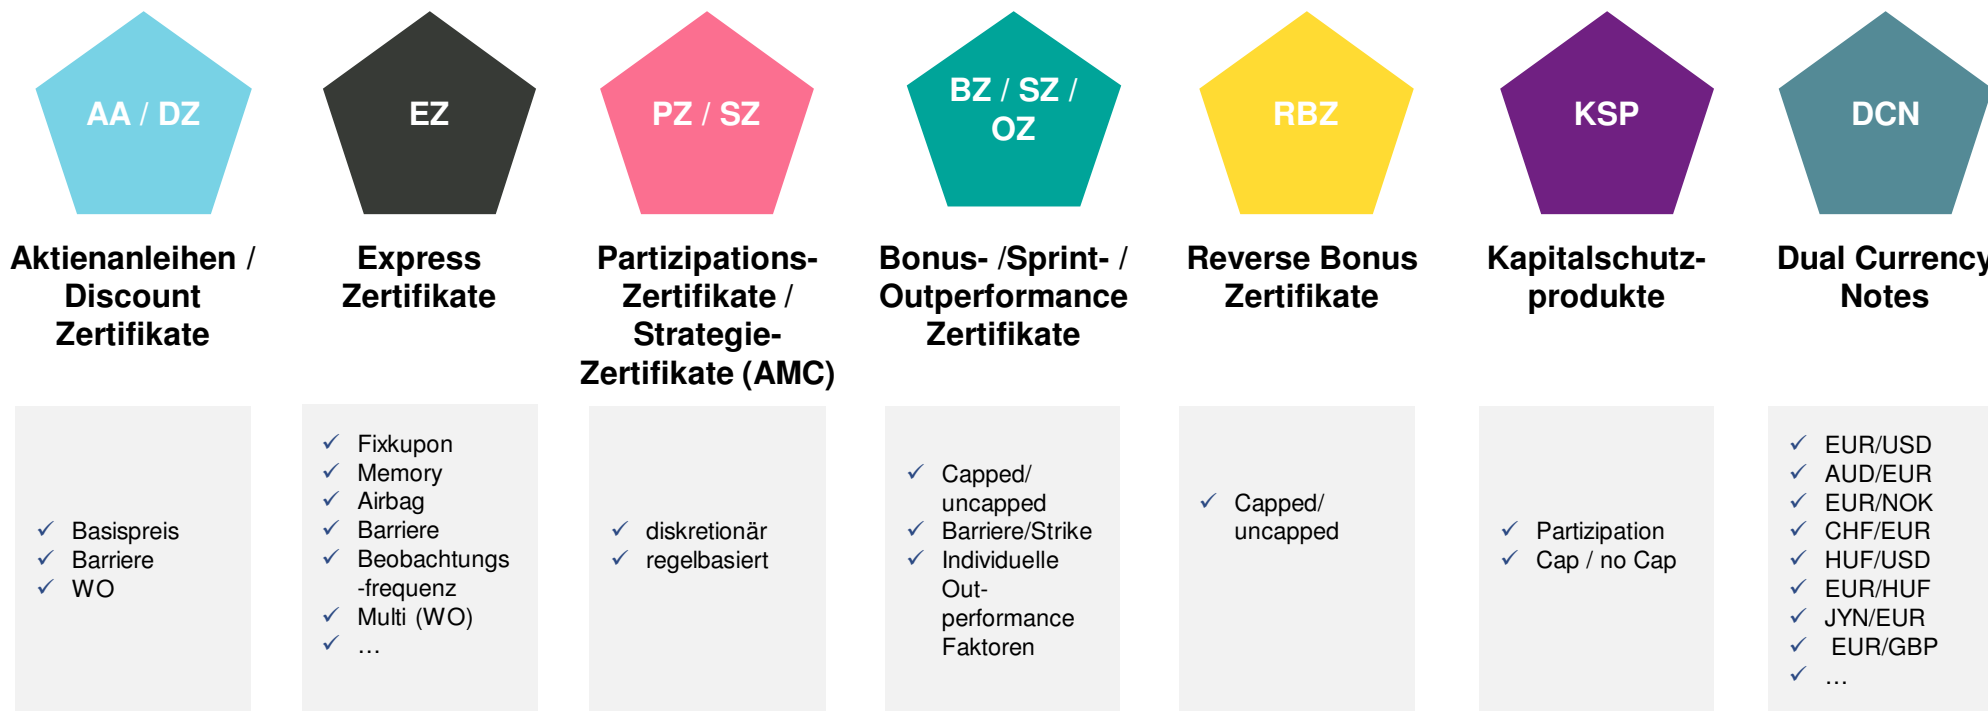 AA / DZ
Aktienanleihen /
Discount
Zertifikate
✓ Basispreis
✓ Barriere
✓ WO
EZ
Express
Zertifikate
✓ Fixkupon
✓ Memory
✓ Airbag
✓ Barriere
✓ Beobachtungs
-frequenz
✓ Multi (WO)
✓ …
PZ / SZ
Partizipations-
Zertifikate /
Strategie-
Zertifikate (AMC)
✓ diskretionär
✓ regelbasiert
BZ / SZ /
OZ
Bonus- /Sprint- /
Outperformance
Zertifikate
✓ Capped/
uncapped
✓ Barriere/Strike
✓ Individuelle
Out-
performance
Faktoren
RBZ
Reverse Bonus
Zertifikate
✓ Capped/
uncapped
KSP
Kapitalschutz-
produkte
✓ Partizipation
✓ Cap / no Cap
DCN
Dual Currency
Notes
✓ EUR/USD
✓ AUD/EUR
✓ EUR/NOK
✓ CHF/EUR
✓ HUF/USD
✓ EUR/HUF
✓ JYN/EUR
✓ EUR/GBP
✓ …